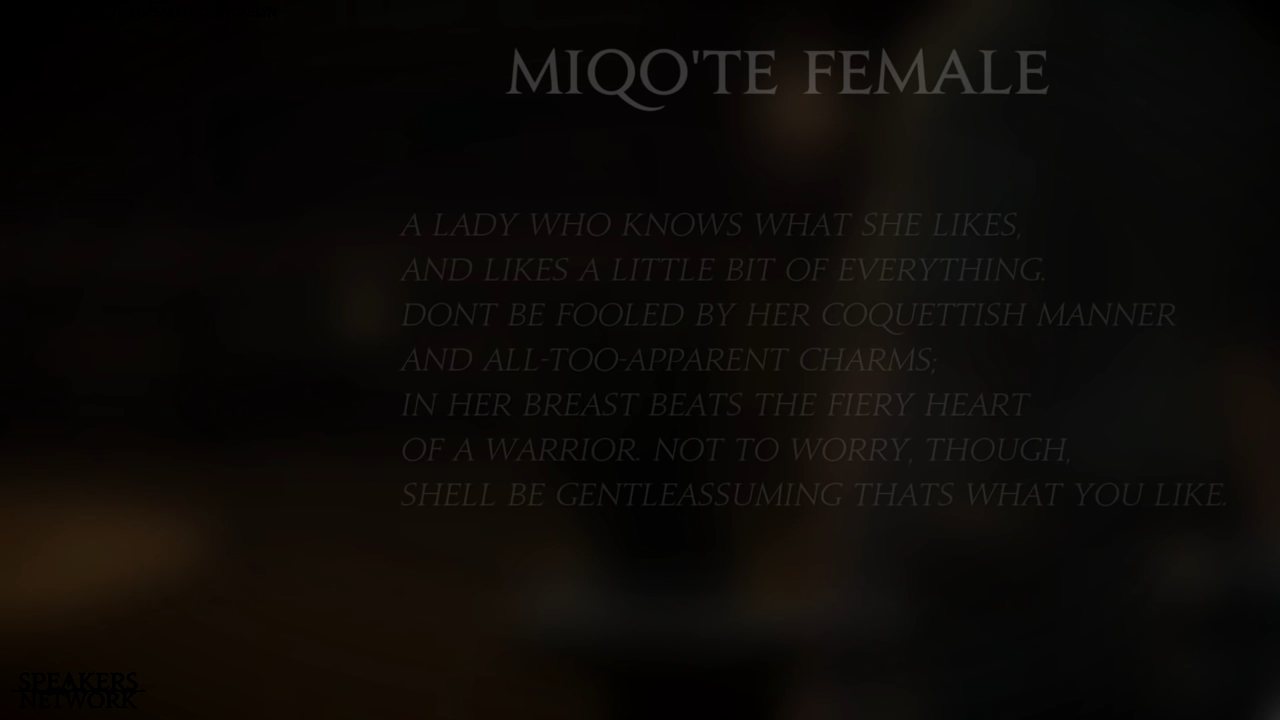 MIQO'TE FEMALE
A LADY WHO KNOWS WHAT SHE LIKES,
AND LIKES A LITTLE BIT OF EVERYTHING.
DONT BE FOOLED BY HER COQUETTISH MANNER
AND ALL-TOO-APPARENT CHARMS;
IN HER BREAST BEATS THE FIERY HEART
OF A WARRIOR. NOT TO WORRY, THOUGH,
SHELL BE GENTLEASSUMING THATS WHAT YOU LIKE.
SPEAKERS
NETWORK